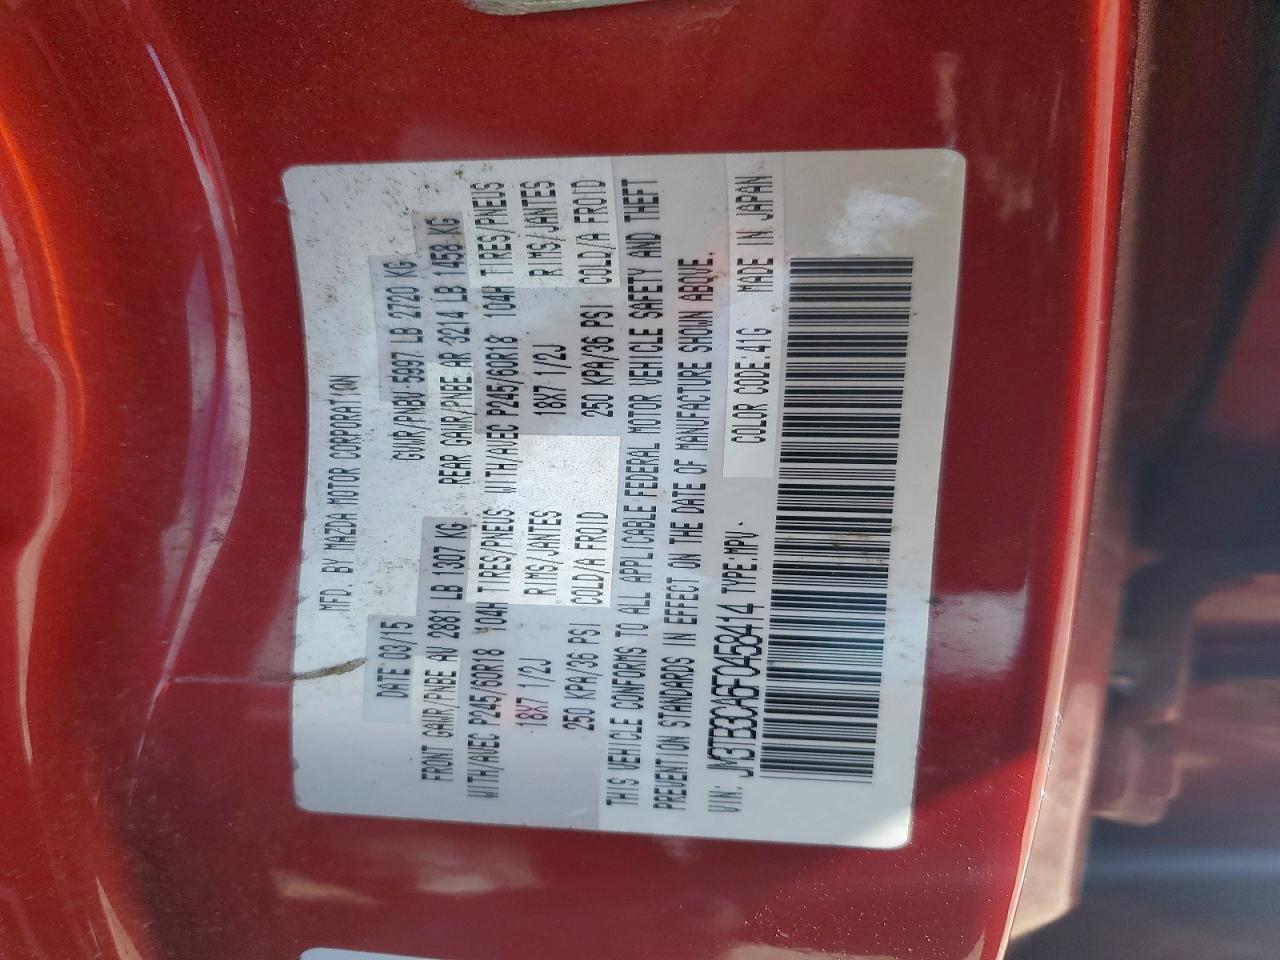 MFD. BY MAZDA MOTOR CORPORATION
DATE:03/15 GVWR/PNBV:5997 LB 2720 KG
FRONT GAWR/PNBE AV 2881 LB 1307 KG REAR GAWR/PNBE AR 3214 LB 1458 KG
WITH/AVEC P245/60R18 104H TIRES/PNEUS WITH/AVEC P245/60R18 104H TIRES/PNEUS
18X7 1/2J RIMS/JANTES 18X7 1/2J RIMS/JANTES
250 KPA/36 PSI COLD/A FROID 250 KPA/36 PSI COLD/A FROID
THIS VEHICLE CONFORMS TO ALL APPLICABLE FEDERAL MOTOR VEHICLE SAFETY AND THEFT
PREVENTION STANDARDS IN EFFECT ON THE DATE OF MANUFACTURE SHOWN ABOVE.
VIN: JM3TB3CA6F0458414 TYPE:MPV COLOR CODE:41G MADE IN JAPAN